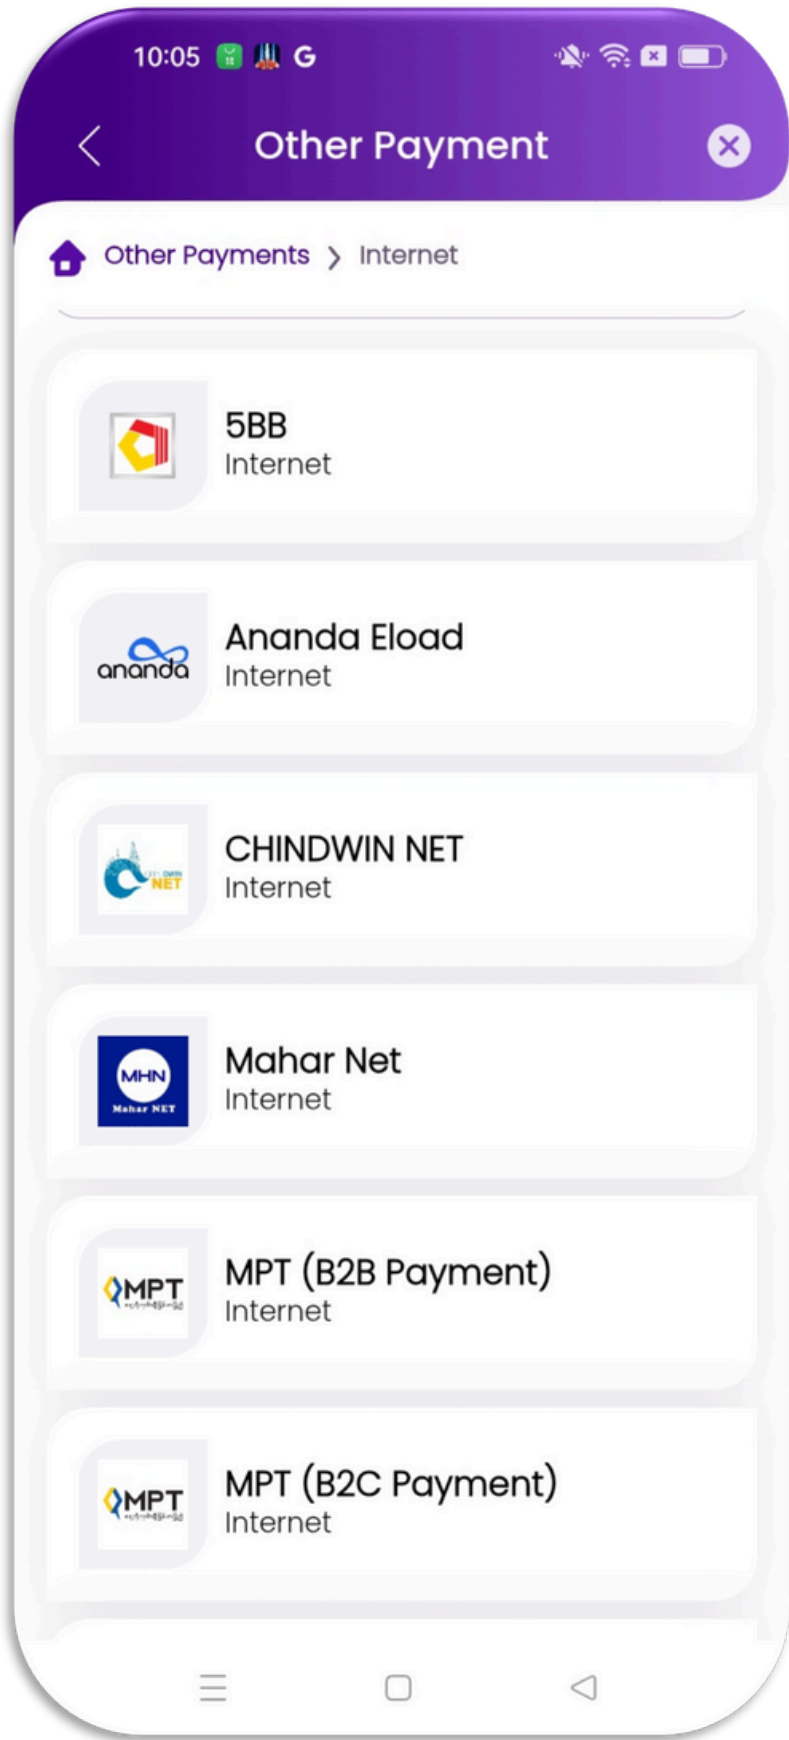 10:05
G
Other Payment
Other Payments > Internet
5BB
Internet
ananda
Ananda Eload
Internet
NET
CHINDWIN NET
Internet
MHN
Mahar NET
Mahar Net
Internet
MPT
MPT (B2B Payment)
Internet
MPT
MPT (B2C Payment)
Internet